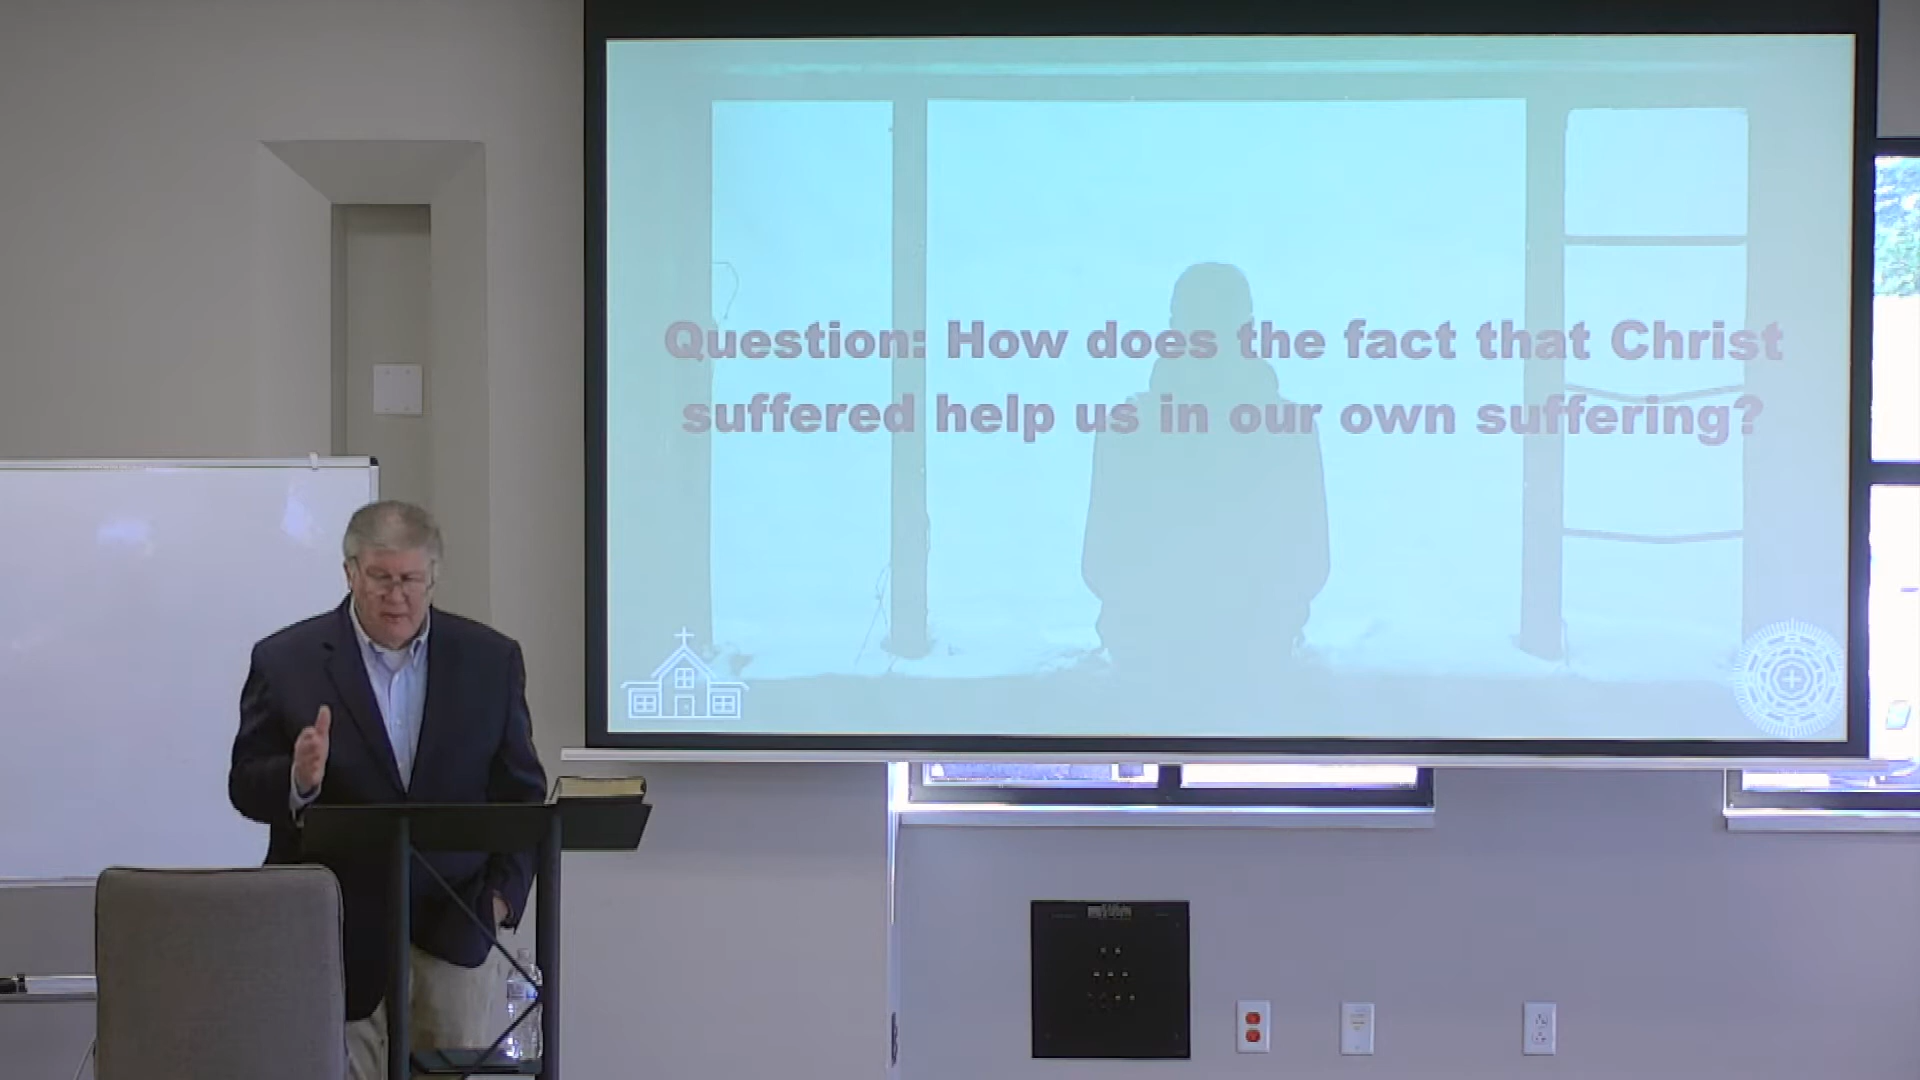 Question: How does the fact that Christ
suffered help us in our own suffering?